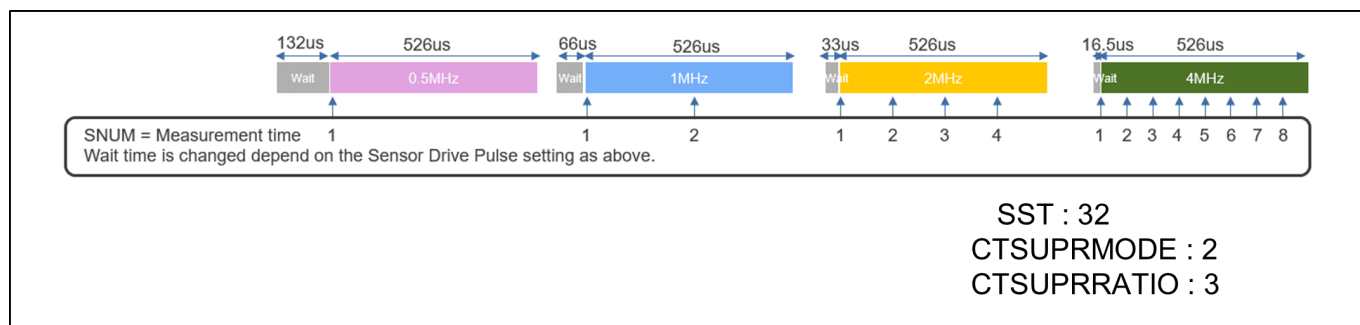 132us 526us 66us 526us 33us 526us 16.5us 526us
Wait 0.5MHz Wait 1MHz Wait 2MHz Wait 4MHz
SNUM = Measurement time 1 1 2 1 2 3 4 1 2 3 4 5 6 7 8
Wait time is changed depend on the Sensor Drive Pulse setting as above.
SST : 32
CTSUPRMODE : 2
CTSUPRRATIO : 3